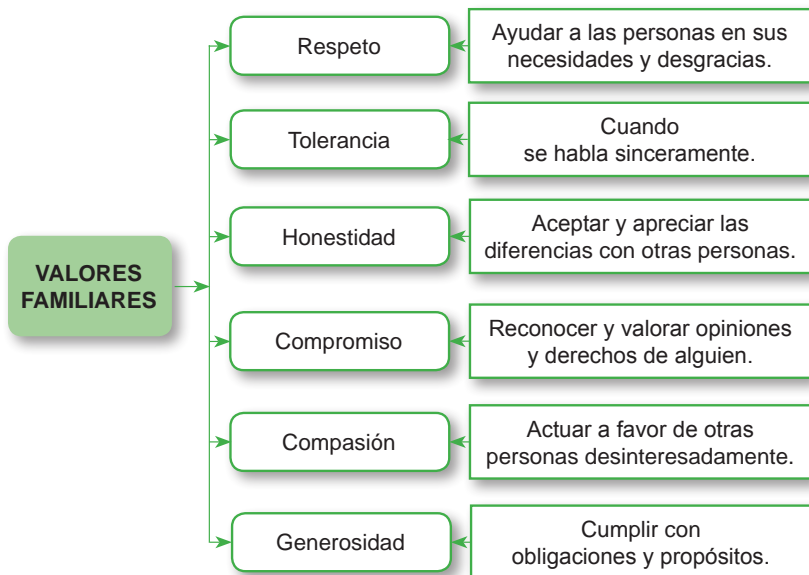 Respeto
Ayudar a las personas en sus
necesidades y desgracias.
Tolerancia
Cuando
se habla sinceramente.
Honestidad
Aceptar y apreciar las
diferencias con otras personas.
VALORES
FAMILIARES
Compromiso
Reconocer y valorar opiniones
y derechos de alguien.
Compasión
Actuar a favor de otras
personas desinteresadamente.
Generosidad
Cumplir con
obligaciones y propósitos.